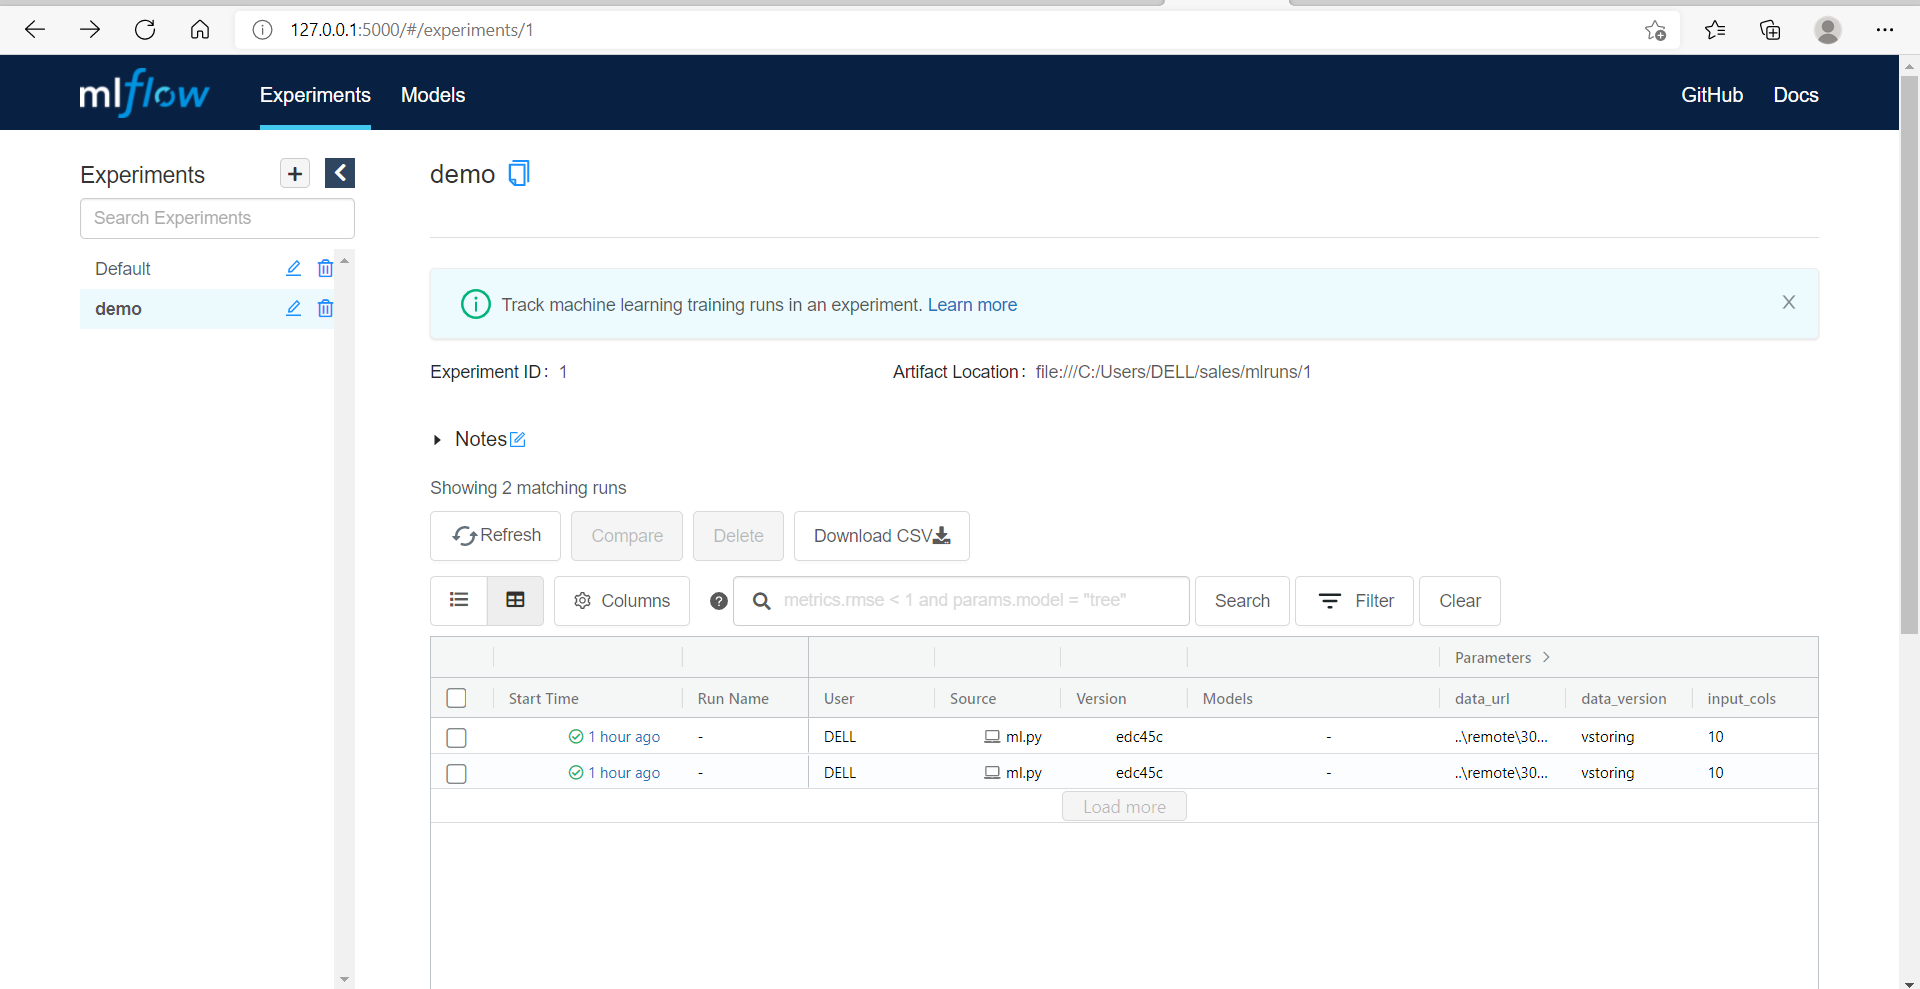 127.0.0.1:5000/#/experiments/1
mlflow Experiments Models GitHub Docs
Experiments +
Search Experiments
Default
demo
demo
Track machine learning training runs in an experiment. Learn more
Experiment ID: 1 Artifact Location: file:///C:/Users/DELL/sales/mlruns/1
Notes
Showing 2 matching runs
Refresh Compare Delete Download CSV
Columns ? metrics.rmse < 1 and params.model = "tree" Search Filter Clear
Parameters >
Start Time Run Name User Source Version Models data_url data_version input_cols
1 hour ago - DELL ml.py edc45c - ..\remote\30... vstoring 10
1 hour ago - DELL ml.py edc45c - ..\remote\30... vstoring 10
Load more